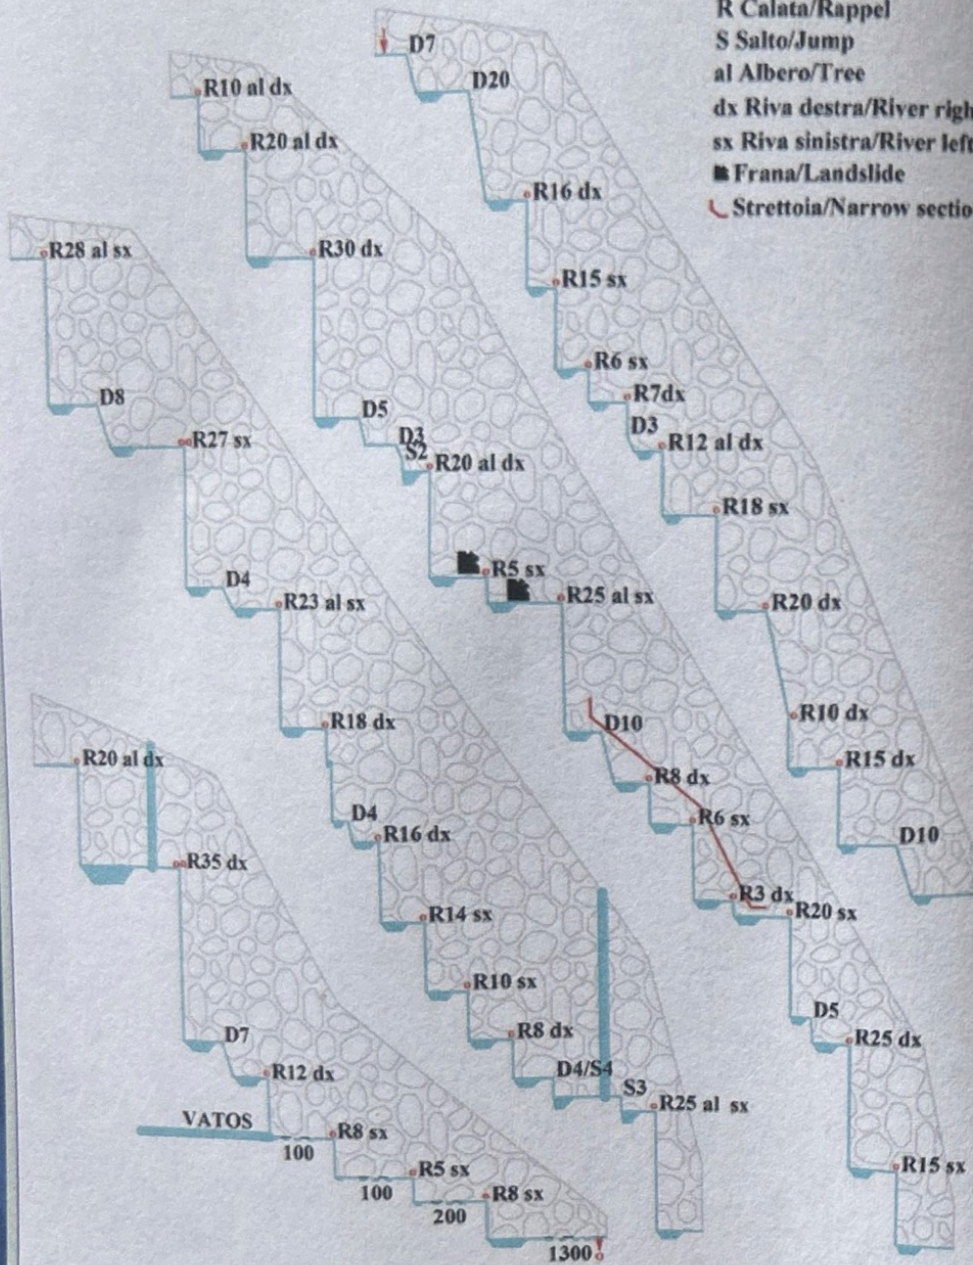 R Calata/Rappel
S Salto/Jump
al Albero/Tree
dx Riva destra/River righ
sx Riva sinistra/River left
Frana/Landslide
Strettoia/Narrow sectio
D7
D20
R16 dx
R15 sx
R6 sx
R7dx
D3
R12 al dx
R18 sx
R20 dx
R10 dx
R15 dx
D10
R10 al dx
R20 al dx
R30 dx
D5
D3
S2
R20 al dx
R5 sx
R25 al sx
D10
R8 dx
R6 sx
R3 dx
R20 sx
D5
R25 dx
R15 sx
R28 al sx
D8
R27 sx
D4
R23 al sx
R18 dx
D4
R16 dx
R14 sx
R10 sx
R8 dx
D4/S4
S3
R25 al sx
R20 al dx
R35 dx
D7
R12 dx
VATOS
100
R8 sx
100
R5 sx
200
R8 sx
1300